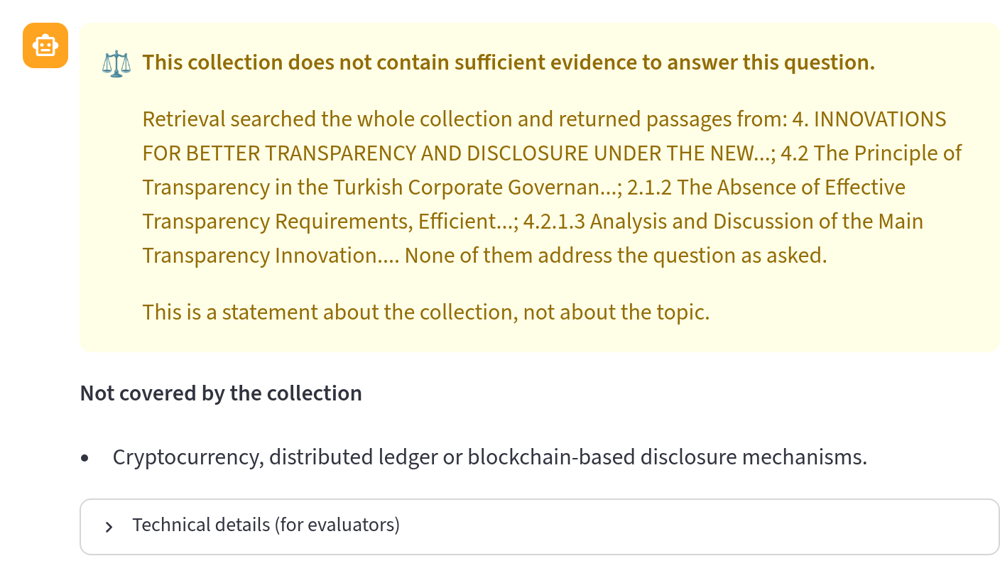 This collection does not contain sufficient evidence to answer this question.
Retrieval searched the whole collection and returned passages from: 4. INNOVATIONS
FOR BETTER TRANSPARENCY AND DISCLOSURE UNDER THE NEW...; 4.2 The Principle of
Transparency in the Turkish Corporate Governan...; 2.1.2 The Absence of Effective
Transparency Requirements, Efficient...; 4.2.1.3 Analysis and Discussion of the Main
Transparency Innovation.... None of them address the question as asked.
This is a statement about the collection, not about the topic.
Not covered by the collection
• Cryptocurrency, distributed ledger or blockchain-based disclosure mechanisms.
Technical details (for evaluators)